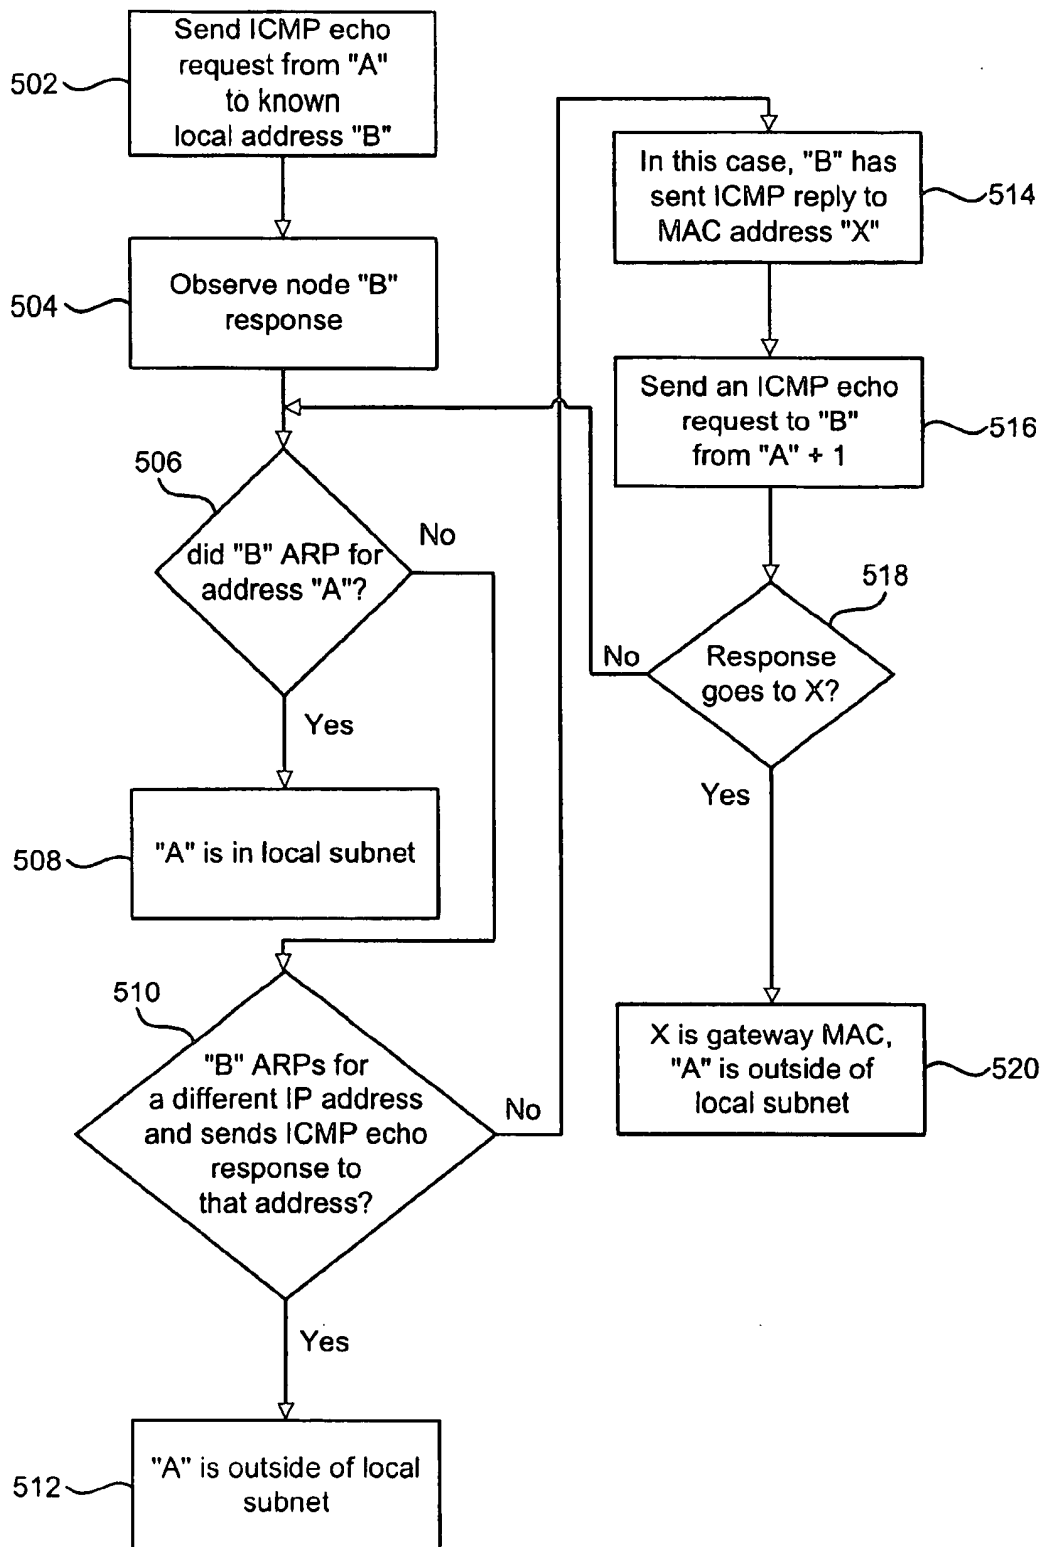 Send ICMP echo
request from "A"
to known
local address "B"
502
Observe node "B"
response
504
506
did "B" ARP for
address "A"?
No
Yes
"A" is in local subnet
508
510
"B" ARPs for
a different IP address
and sends ICMP echo
response to
that address?
No
Yes
"A" is outside of local
subnet
512
In this case, "B" has
sent ICMP reply to
MAC address "X"
514
Send an ICMP echo
request to "B"
from "A" + 1
516
518
Response
goes to X?
No
Yes
X is gateway MAC,
"A" is outside of
local subnet
520